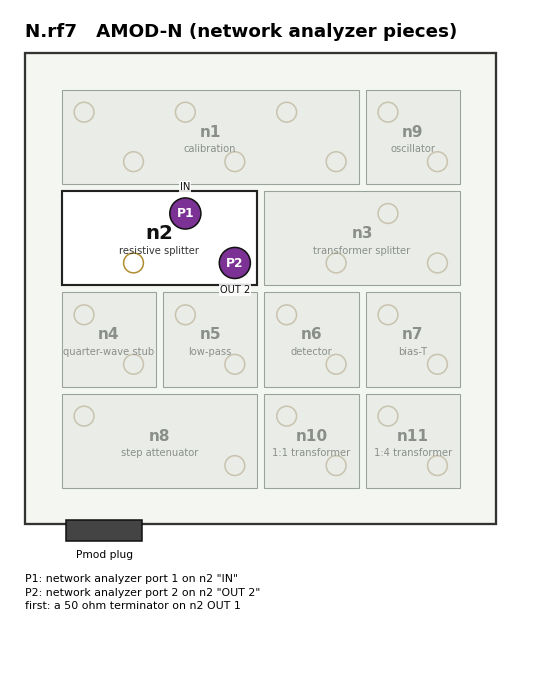 N.rf7 AMOD-N (network analyzer pieces)
n1
calibration
n9
oscillator
IN
P1
n2
resistive splitter
P2
OUT 2
n3
transformer splitter
n4
quarter-wave stub
n5
low-pass
n6
detector
n7
bias-T
n8
step attenuator
n10
1:1 transformer
n11
1:4 transformer
Pmod plug
P1: network analyzer port 1 on n2 "IN"
P2: network analyzer port 2 on n2 "OUT 2"
first: a 50 ohm terminator on n2 OUT 1